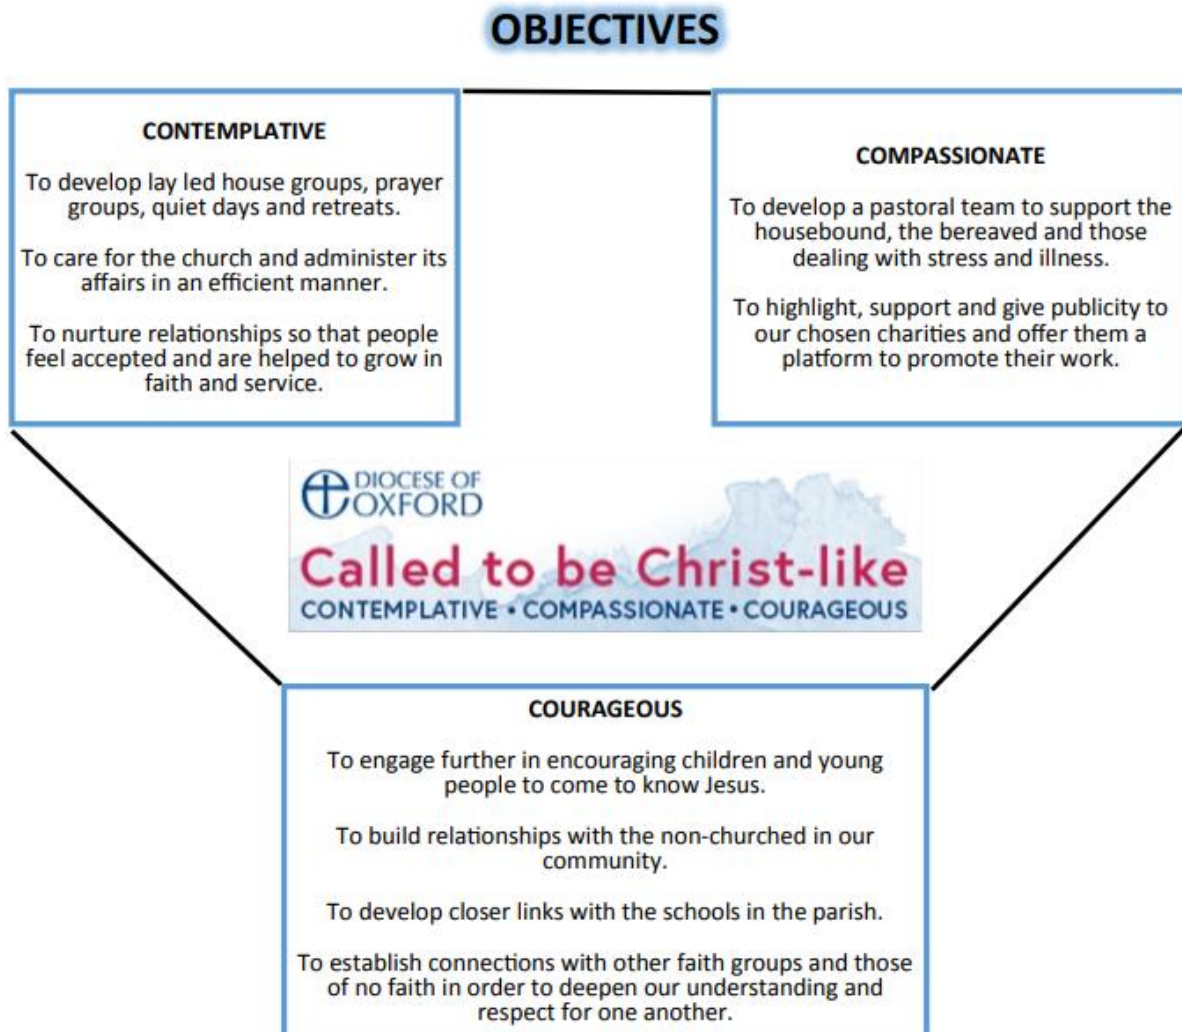 OBJECTIVES
CONTEMPLATIVE
To develop lay led house groups, prayer
groups, quiet days and retreats.
To care for the church and administer its
affairs in an efficient manner.
To nurture relationships so that people
feel accepted and are helped to grow in
faith and service.
COMPASSIONATE
To develop a pastoral team to support the
housebound, the bereaved and those
dealing with stress and illness.
To highlight, support and give publicity to
our chosen charities and offer them a
platform to promote their work.
DIOCESE OF
OXFORD
Called to be Christ-like
CONTEMPLATIVE • COMPASSIONATE • COURAGEOUS
COURAGEOUS
To engage further in encouraging children and young
people to come to know Jesus.
To build relationships with the non-churched in our
community.
To develop closer links with the schools in the parish.
To establish connections with other faith groups and those
of no faith in order to deepen our understanding and
respect for one another.